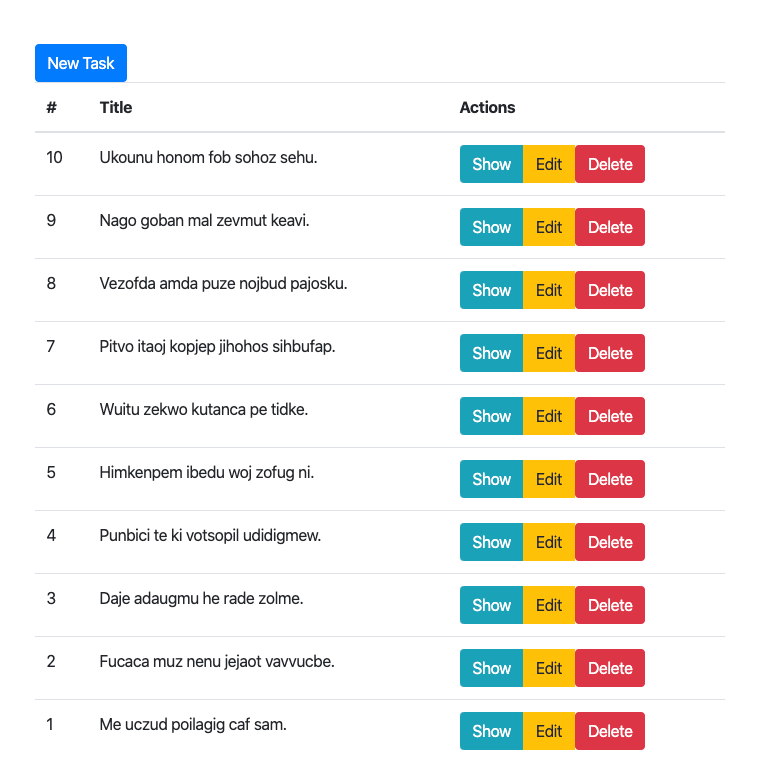 New Task
# Title Actions
10 Ukounu honom fob sohoz sehu. Show Edit Delete
9 Nago goban mal zevmut keavi. Show Edit Delete
8 Vezofda amda puze nojbud pajosku. Show Edit Delete
7 Pitvo itaoj kopjep jihohos sihbufap. Show Edit Delete
6 Wuitu zekwo kutanca pe tidke. Show Edit Delete
5 Himkenpem ibedu woj zofug ni. Show Edit Delete
4 Punbici te ki votsopil udidigmew. Show Edit Delete
3 Daje adaugmu he rade zolme. Show Edit Delete
2 Fucaca muz nenu jejaot vavvucbe. Show Edit Delete
1 Me uczud poilagig caf sam. Show Edit Delete